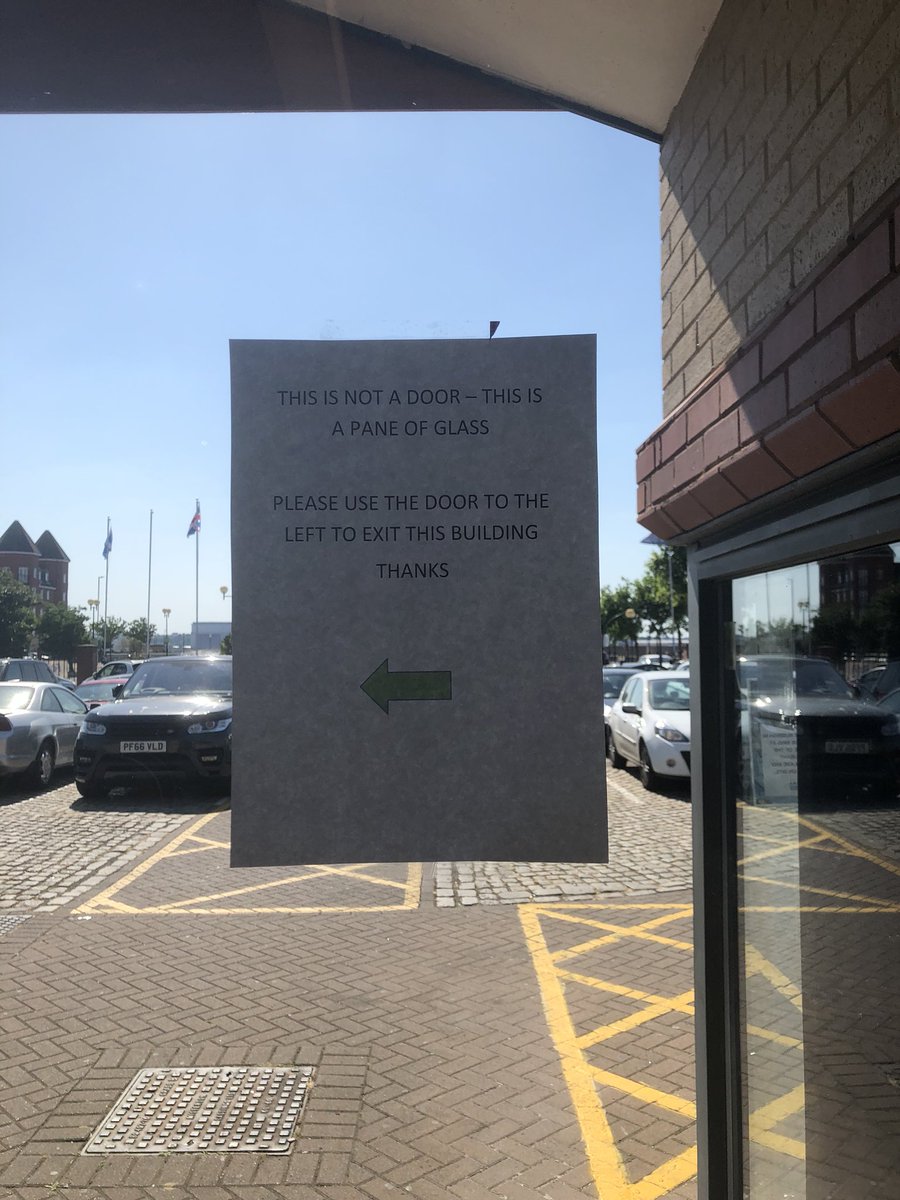 THIS IS NOT A DOOR – THIS IS
A PANE OF GLASS
PLEASE USE THE DOOR TO THE
LEFT TO EXIT THIS BUILDING
THANKS
PF66 VLD